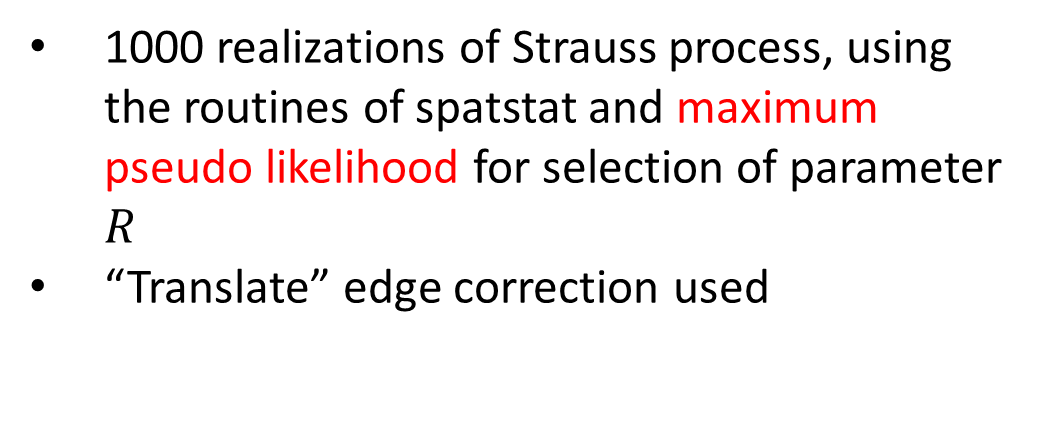 • 1000 realizations of Strauss process, using
the routines of spatstat and maximum
pseudo likelihood for selection of parameter
R
• “Translate” edge correction used